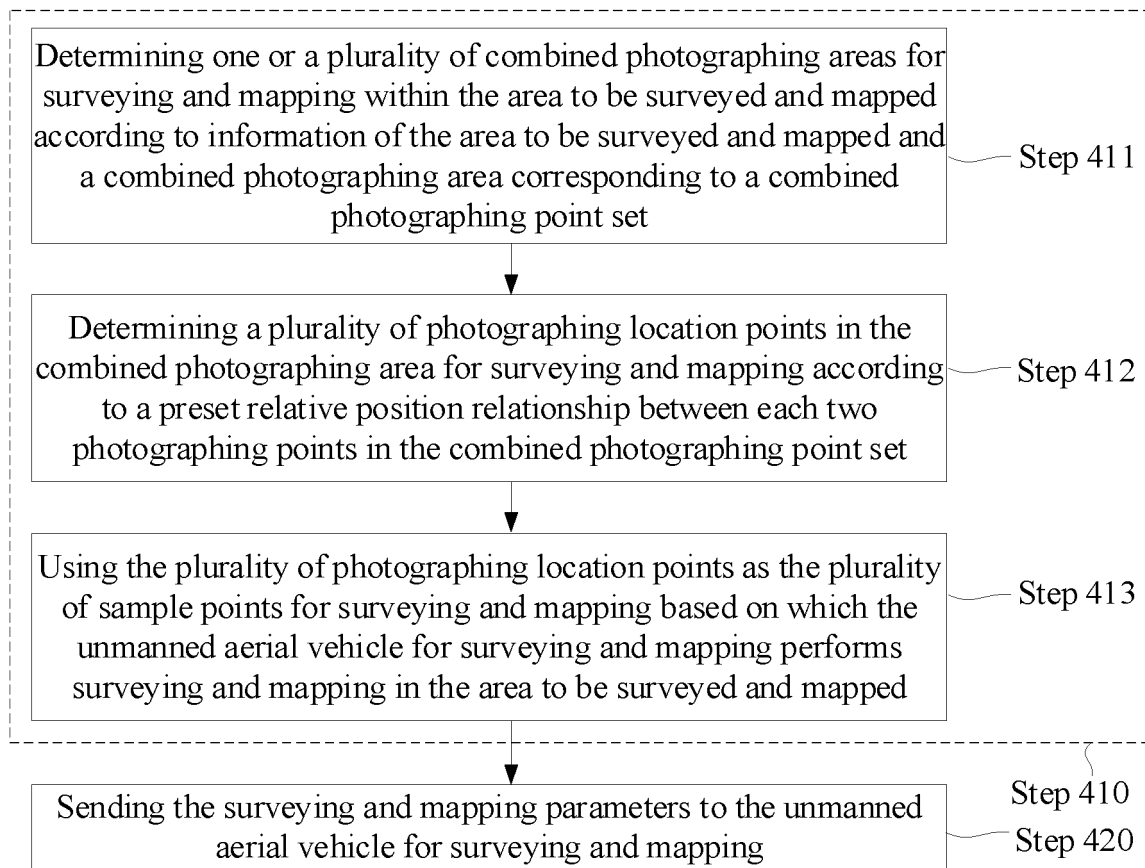 Determining one or a plurality of combined photographing areas for
surveying and mapping within the area to be surveyed and mapped
according to information of the area to be surveyed and mapped and
a combined photographing area corresponding to a combined
photographing point set
Step 411
Determining a plurality of photographing location points in the
combined photographing area for surveying and mapping according
to a preset relative position relationship between each two
photographing points in the combined photographing point set
Step 412
Using the plurality of photographing location points as the plurality
of sample points for surveying and mapping based on which the
unmanned aerial vehicle for surveying and mapping performs
surveying and mapping in the area to be surveyed and mapped
Step 413
Step 410
Sending the surveying and mapping parameters to the unmanned
aerial vehicle for surveying and mapping
Step 420